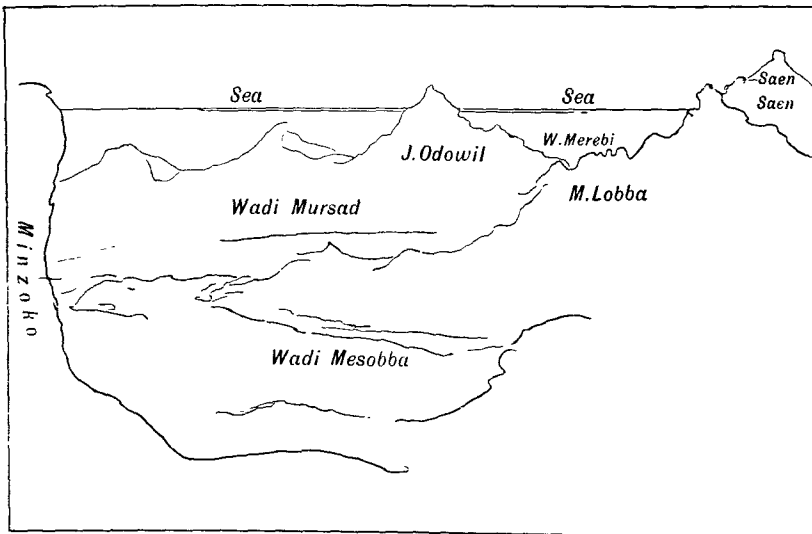 Saen
Sea
Sea
Saen
W. Merebi
J. Odowil
M. Lobba
Wadi Mursad
Minzoko
Wadi Mesobba